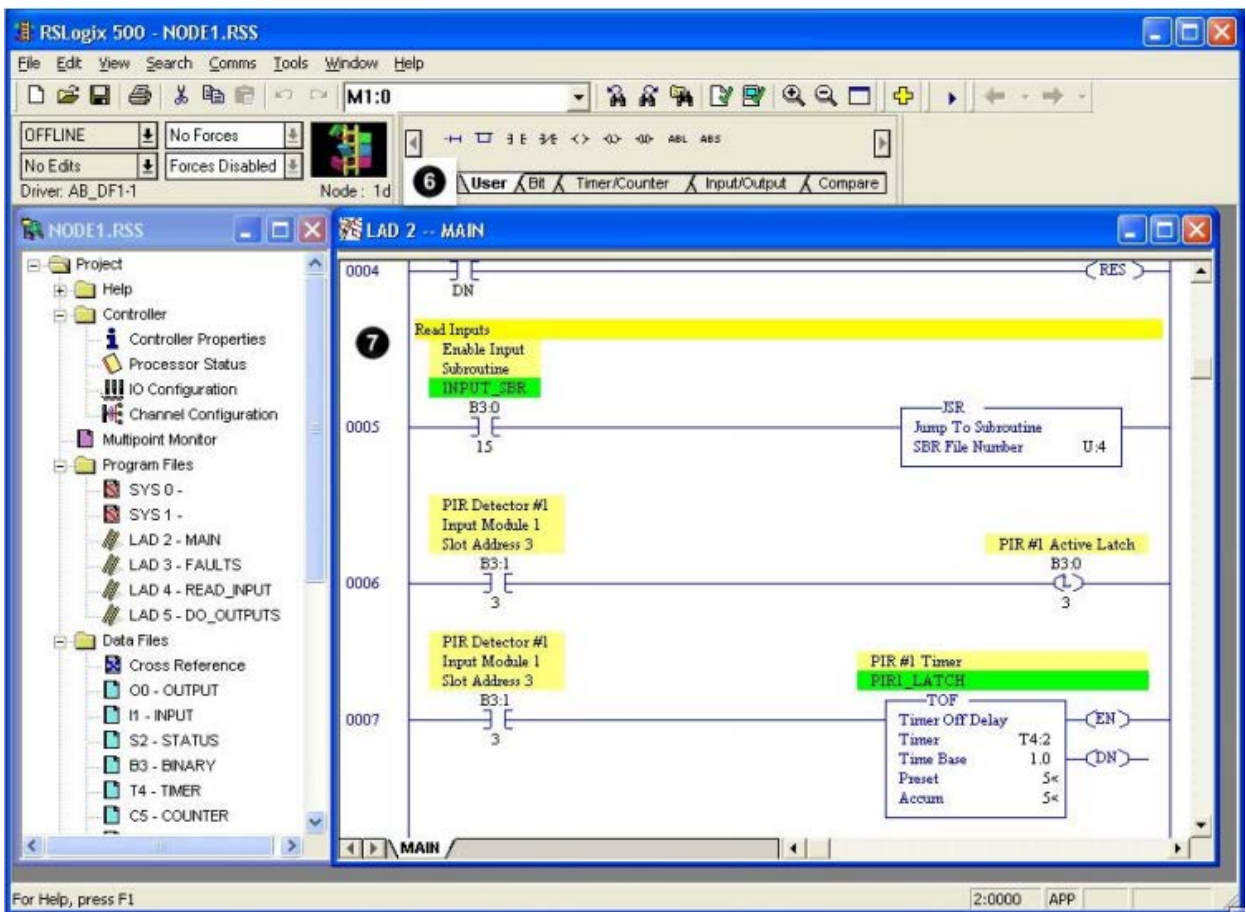 RSLogix 500 - NODE1.RSS
File Edit View Search Comms Tools Window Help
M1:0
OFFLINE No Forces
No Edits Forces Disabled
Driver: AB_DF1-1 Node : 1d
ABL ABS
6 User Bit Timer/Counter Input/Output Compare
NODE1.RSS
Project
Help
Controller
Controller Properties
Processor Status
IO Configuration
Channel Configuration
Multipoint Monitor
Program Files
SYS 0 -
SYS 1 -
LAD 2 - MAIN
LAD 3 - FAULTS
LAD 4 - READ_INPUT
LAD 5 - DO_OUTPUTS
Data Files
Cross Reference
O0 - OUTPUT
I1 - INPUT
S2 - STATUS
B3 - BINARY
T4 - TIMER
C5 - COUNTER
LAD 2 -- MAIN
0004
DN
RES
7
Read Inputs
Enable Input
Subroutine
INPUT_SBR
B3:0
0005
15
JSR
Jump To Subroutine
SBR File Number U:4
PIR Detector #1
Input Module 1
Slot Address 3
B3:1
0006
3
PIR #1 Active Latch
B3:0
L
3
PIR Detector #1
Input Module 1
Slot Address 3
B3:1
0007
3
PIR #1 Timer
PIR1_LATCH
TOF
Timer Off Delay EN
Timer T4:2
Time Base 1.0 DN
Preset 5<
Accum 5<
MAIN
For Help, press F1 2:0000 APP